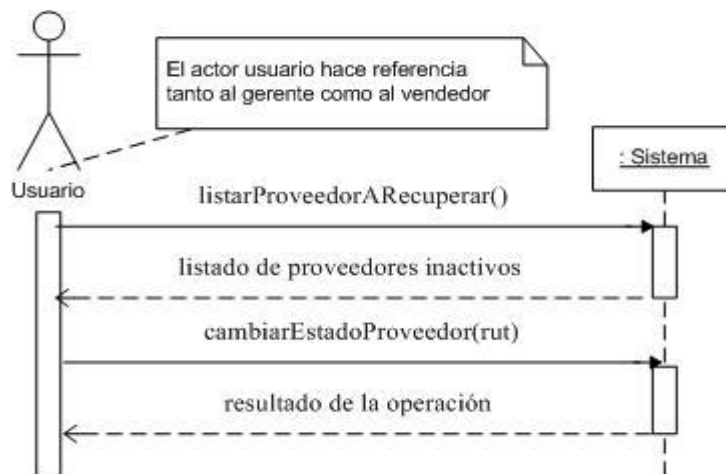 El actor usuario hace referencia
tanto al gerente como al vendedor
: Sistema
Usuario
listarProveedorARecuperar()
listado de proveedores inactivos
cambiarEstadoProveedor(rut)
resultado de la operación